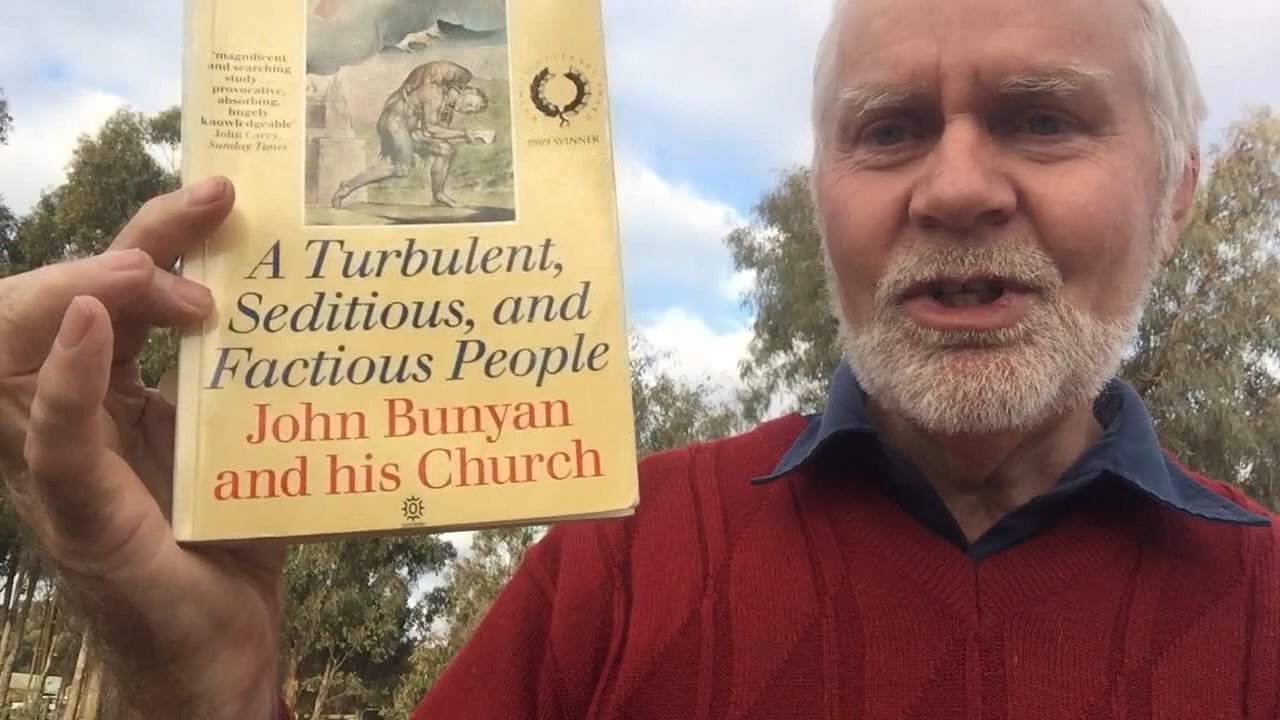 'magnificent
and searching
study
provocative,
absorbing,
hugely
knowledgeable'
John Carey,
Sunday Times
1989 WINNER
A Turbulent,
Seditious, and
Factious People
John Bunyan
and his Church